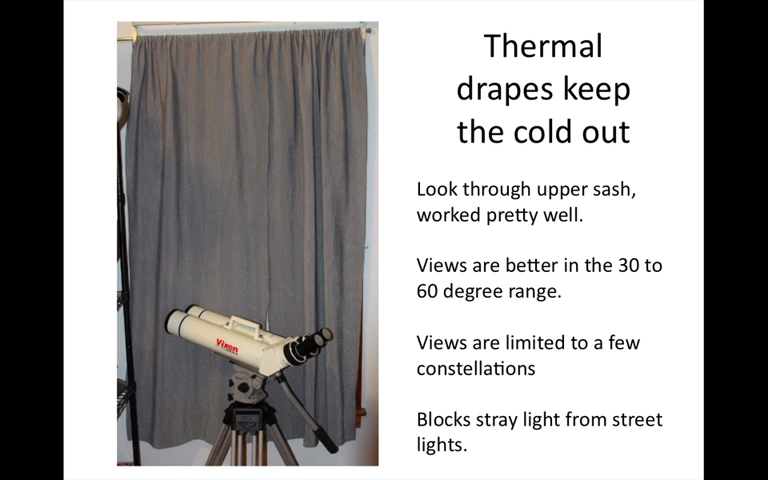 Thermal
drapes keep
the cold out
Look through upper sash,
worked pretty well.
Views are better in the 30 to
60 degree range.
Views are limited to a few
constellations
Blocks stray light from street
lights.
Vixen